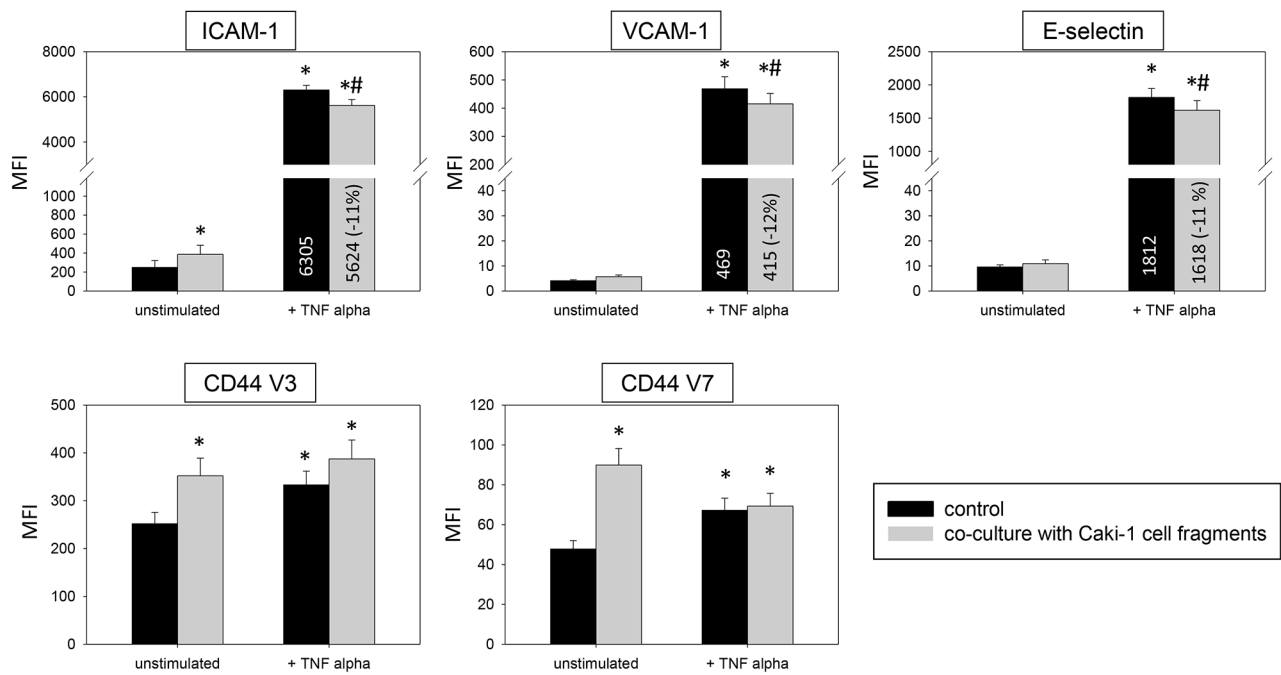 ICAM-1
8000
6000
4000
1000
800
600
400
200
0
MFI
*
*
*#
6305
5624 (-11%)
unstimulated
+ TNF alpha
VCAM-1
600
500
400
300
200
40
30
20
10
0
MFI
*
*#
469
415 (-12%)
unstimulated
+ TNF alpha
E-selectin
2500
2000
1500
1000
40
30
20
10
0
MFI
*
*#
1812
1618 (-11 %)
unstimulated
+ TNF alpha
CD44 V3
500
400
300
200
100
0
MFI
*
*
*
unstimulated
+ TNF alpha
CD44 V7
120
100
80
60
40
20
0
MFI
*
*
*
unstimulated
+ TNF alpha
control
co-culture with Caki-1 cell fragments